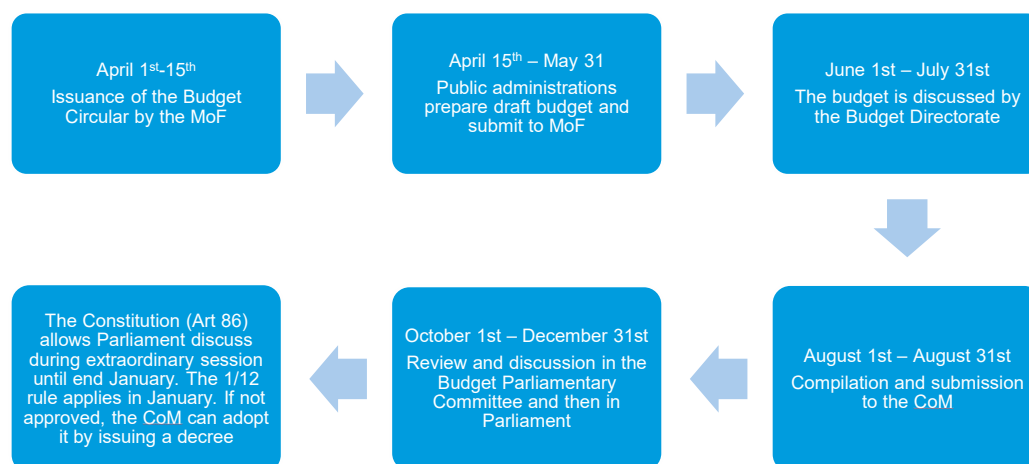 April 1st-15th
Issuance of the Budget
Circular by the MoF
April 15th – May 31
Public administrations
prepare draft budget and
submit to MoF
June 1st – July 31st
The budget is discussed by
the Budget Directorate
August 1st – August 31st
Compilation and submission
to the CoM
October 1st – December 31st
Review and discussion in the
Budget Parliamentary
Committee and then in
Parliament
The Constitution (Art 86)
allows Parliament discuss
during extraordinary session
until end January. The 1/12
rule applies in January. If not
approved, the CoM can adopt
it by issuing a decree